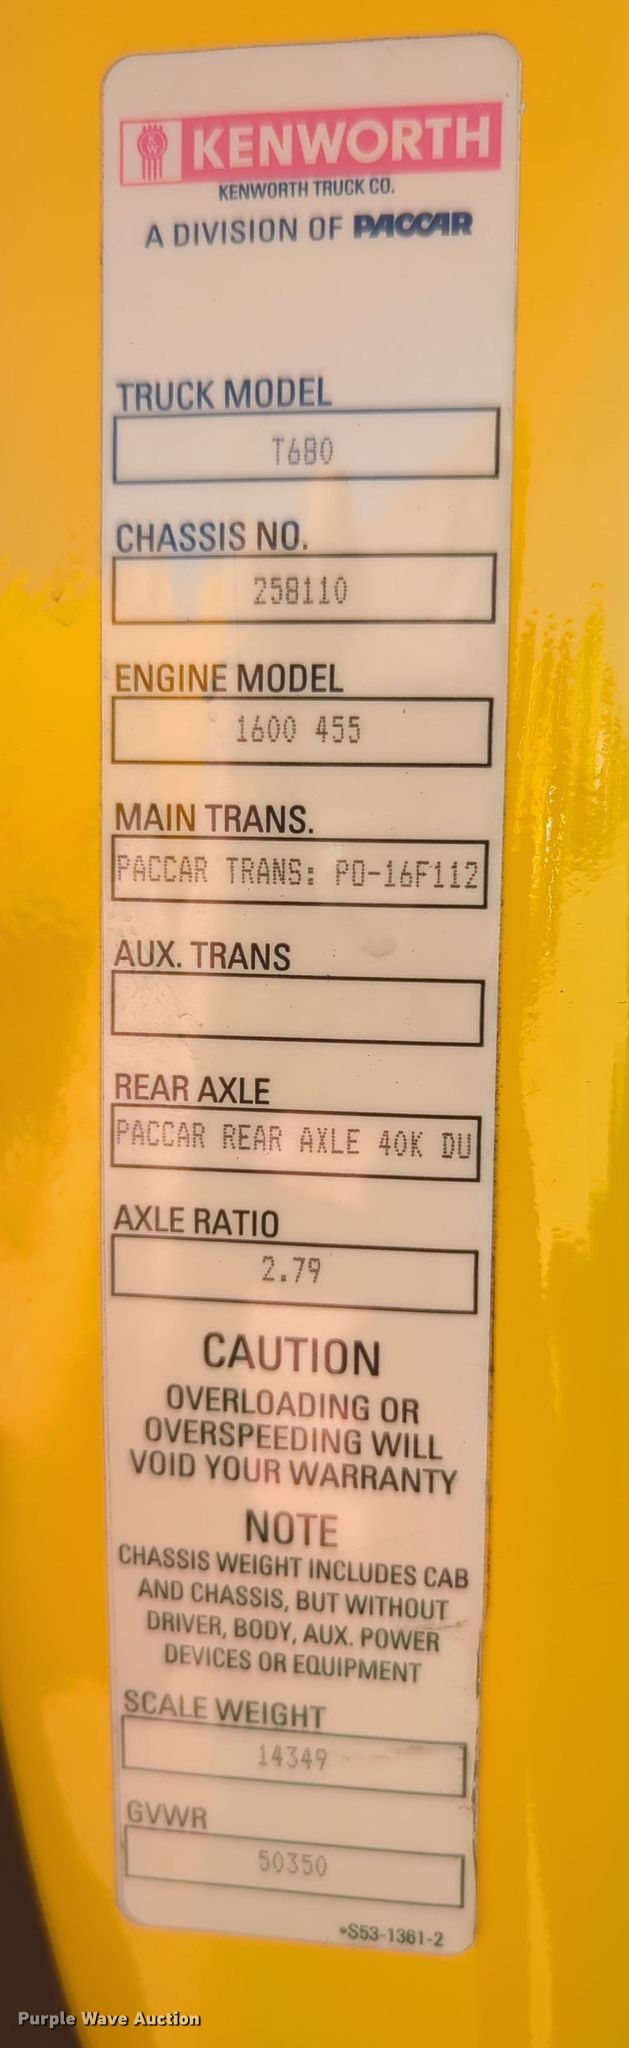 KW KENWORTH
KENWORTH TRUCK CO.
A DIVISION OF PACCAR
TRUCK MODEL
T680
CHASSIS NO.
258110
ENGINE MODEL
1600 455
MAIN TRANS.
PACCAR TRANS: PO-16F112
AUX. TRANS
REAR AXLE
PACCAR REAR AXLE 40K DU
AXLE RATIO
2.79
CAUTION
OVERLOADING OR
OVERSPEEDING WILL
VOID YOUR WARRANTY
NOTE
CHASSIS WEIGHT INCLUDES CAB
AND CHASSIS, BUT WITHOUT
DRIVER, BODY, AUX. POWER
DEVICES OR EQUIPMENT
SCALE WEIGHT
14349
GVWR
50350
•S53-1361-2
Purple Wave Auction